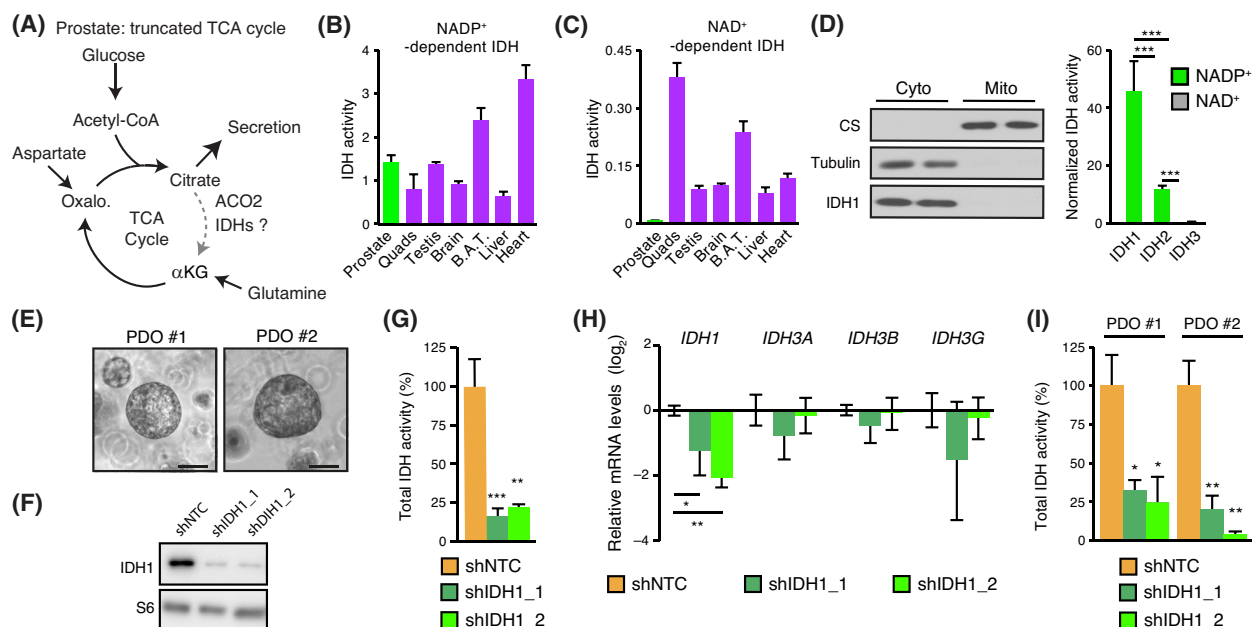 (A)
Prostate: truncated TCA cycle
Glucose
Acetyl-CoA
Secretion
Aspartate
Citrate
Oxalo.
ACO2
IDHs ?
TCA
Cycle
αKG
Glutamine
(B)
NADP+
-dependent IDH
IDH activity
4
3
2
1
0
Prostate
Quads
Testis
Brain
B.A.T.
Liver
Heart
(C)
NAD+
-dependent IDH
IDH activity
0.45
0.30
0.15
0
Prostate
Quads
Testis
Brain
B.A.T.
Liver
Heart
(D)
Cyto
Mito
CS
Tubulin
IDH1
Normalized IDH activity
60
40
20
0
***
***
***
NADP+
NAD+
IDH1
IDH2
IDH3
(E)
PDO #1
PDO #2
(F)
shNTC
shIDH1_1
shDIH1_2
IDH1
S6
(G)
Total IDH activity (%)
125
100
75
50
25
0
***
**
shNTC
shIDH1_1
shIDH1_2
(H)
IDH1
IDH3A
IDH3B
IDH3G
Relative mRNA levels (log2)
2
0
−2
−4
*
**
shNTC
shIDH1_1
shIDH1_2
(I)
PDO #1
PDO #2
Total IDH activity (%)
125
100
75
50
25
0
*
*
**
**
shNTC
shIDH1_1
shIDH1_2